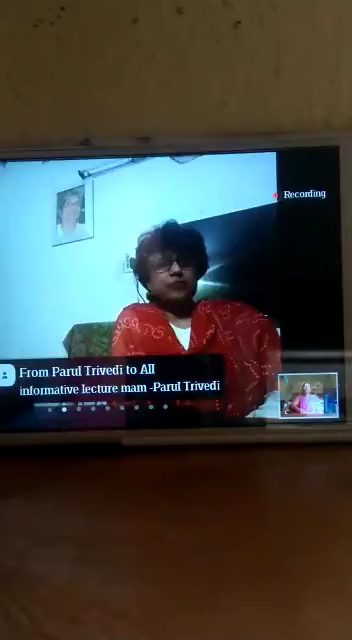 Recording
From Parul Trivedi to All
informative lecture mam -Parul Trivedi